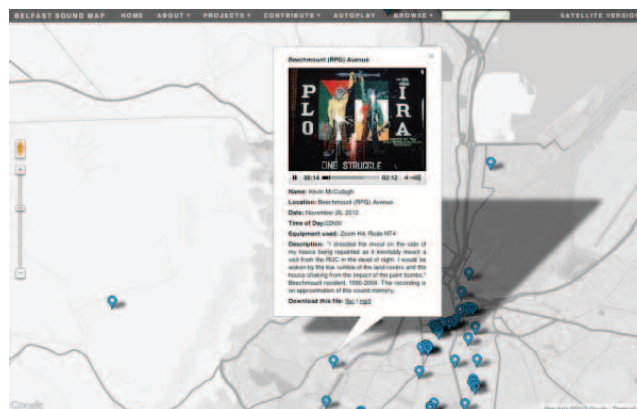 BELFAST SOUND MAP HOME ABOUT PROJECTS CONTRIBUTE AUTOPLAY BROWSE SATELLITE VERSION
Beechmount (RPG) Avenue
PLO IRA
ONE STRUGGLE
00:14 02:12
Name: Kevin McCullagh
Location: Beechmount (RPG) Avenue
Date: November 26, 2012
Time of Day: 02h00
Equipment used: Zoom H4, Rode NT4
Description: "I dreaded the mural on the side of
my house being repainted as it inevitably meant a
visit from the RUC in the dead of night. I would be
woken by the low rumble of the land rovers and the
house shaking from the impact of the paint bombs."
Beechmount resident, 1990-2004. This recording is
an approximation of this sound memory.
Download this file: | mp3
Google